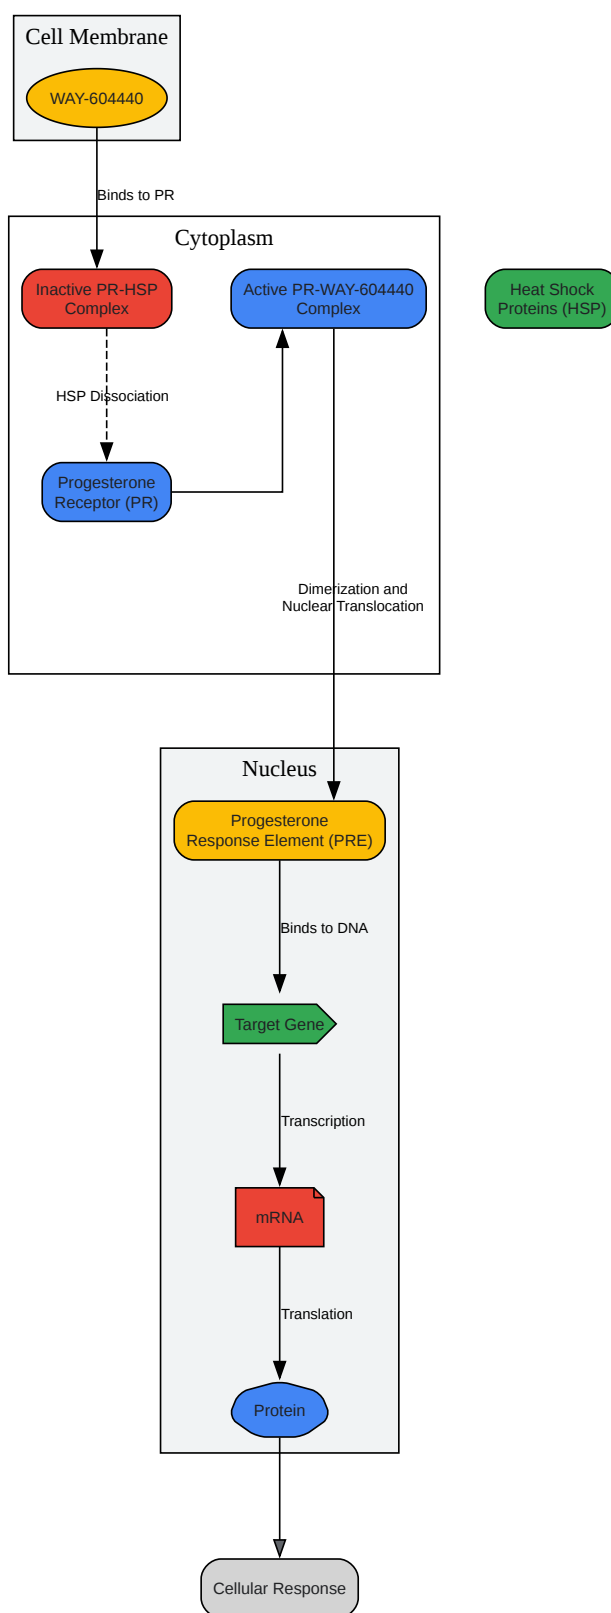 Cell Membrane
WAY-604440
Binds to PR
Cytoplasm
Inactive PR-HSP
Complex
Active PR-WAY-604440
Complex
Heat Shock
Proteins (HSP)
HSP Dissociation
Progesterone
Receptor (PR)
Dimerization and
Nuclear Translocation
Nucleus
Progesterone
Response Element (PRE)
Binds to DNA
Target Gene
Transcription
mRNA
Translation
Protein
Cellular Response